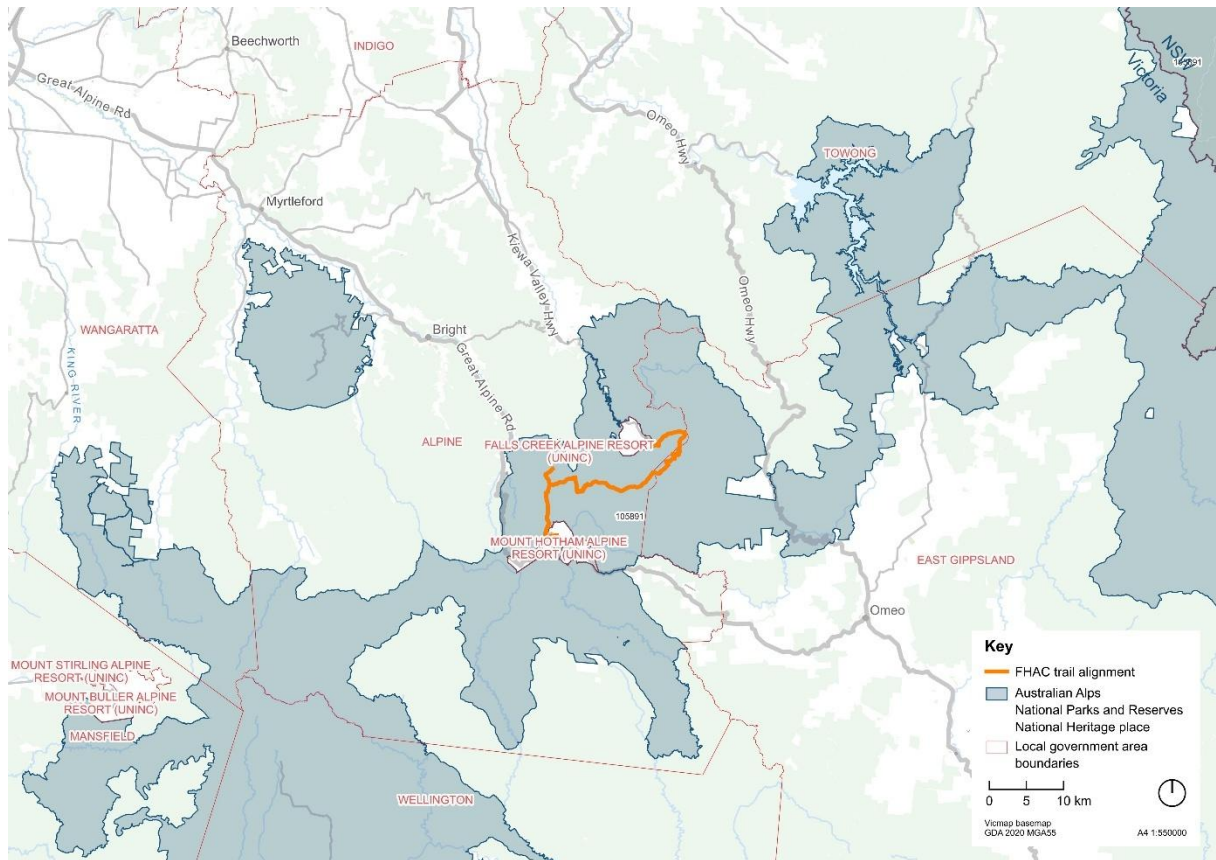 Beechworth
INDIGO
Great Alpine Rd
NSW
105891
Victoria
Omeo Hwy
TOWONG
Myrtleford
Kiewa Valley Hwy
Omeo Hwy
WANGARATTA
Bright
KING RIVER
Great Alpine Rd
ALPINE
FALLS CREEK ALPINE RESORT
(UNINC)
105891
MOUNT HOTHAM ALPINE
RESORT (UNINC)
EAST GIPPSLAND
Omeo
MOUNT STIRLING ALPINE
RESORT (UNINC)
MOUNT BULLER ALPINE
RESORT (UNINC)
MANSFIELD
WELLINGTON
Key
FHAC trail alignment
Australian Alps
National Parks and Reserves
National Heritage place
Local government area
boundaries
0 5 10 km
Vicmap basemap
GDA 2020 MGA55
A4 1:550000